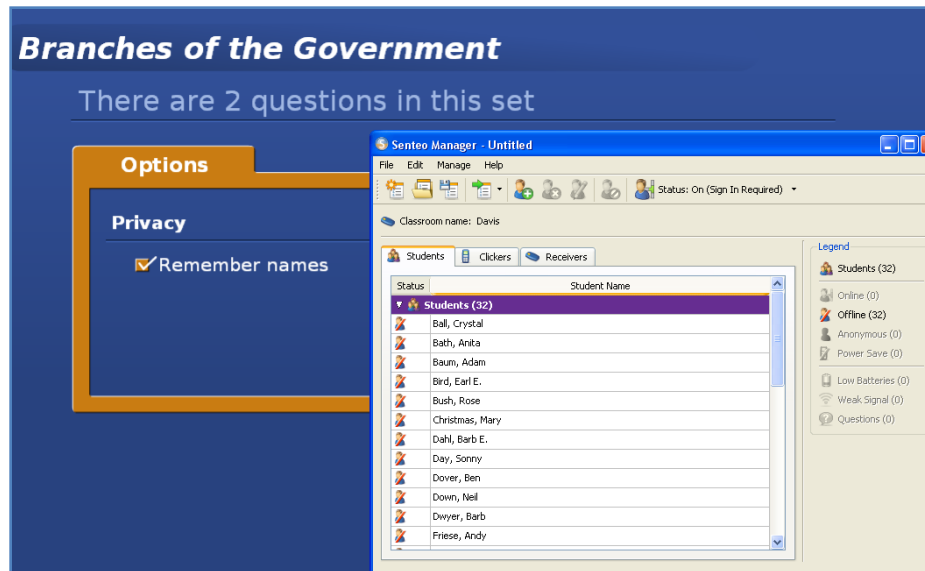 Branches of the Government
There are 2 questions in this set
Options
Privacy
Remember names
Senteo Manager - Untitled
File Edit Manage Help
Status: On (Sign In Required)
Classroom name: Davis
Students Clickers Receivers
Status Student Name
Students (32)
Ball, Crystal
Bath, Anita
Baum, Adam
Bird, Earl E.
Bush, Rose
Christmas, Mary
Dahl, Barb E.
Day, Sonny
Dover, Ben
Down, Neil
Dwyer, Barb
Friese, Andy
Legend
Students (32)
Online (0)
Offline (32)
Anonymous (0)
Power Save (0)
Low Batteries (0)
Weak Signal (0)
Questions (0)